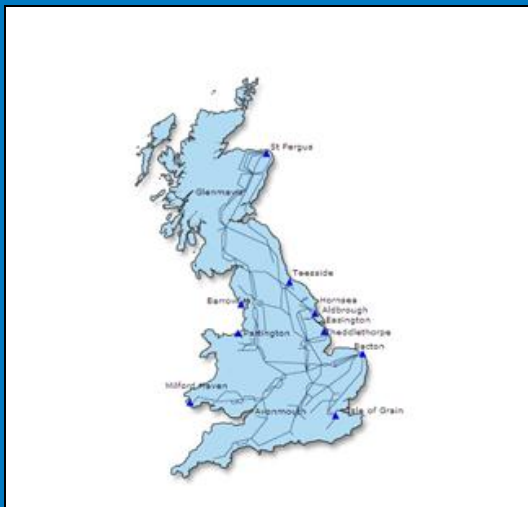 St Fergus
Glenmavis
Teesside
Hornsea
Barrow
Aldbrough
Easington
Theddlethorpe
Partington
Bacton
Milford Haven
Avonmouth
Isle of Grain